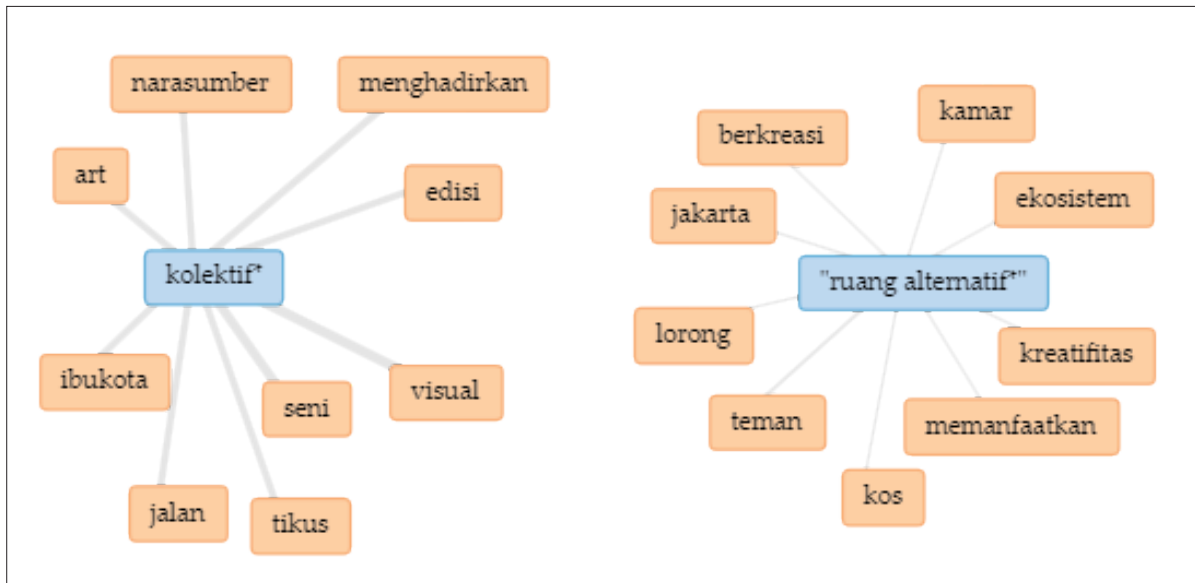 narasumber
menghadirkan
art
edisi
kolektif*
ibukota
seni
visual
jalan
tikus
kamar
berkreasi
ekosistem
jakarta
"ruang alternatif*"
lorong
kreatifitas
teman
memanfaatkan
kos